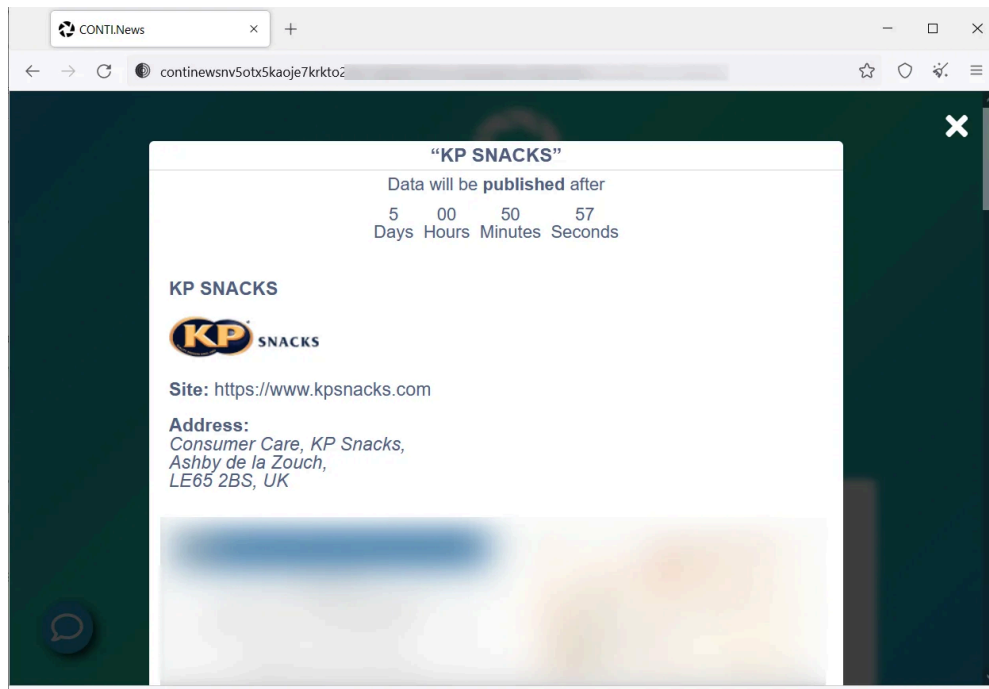 CONTI.News
continewsnv5otx5kaoje7krkto2
“KP SNACKS”
Data will be published after
5 00 50 57
Days Hours Minutes Seconds
KP SNACKS
KP SNACKS
Site: https://www.kpsnacks.com
Address:
Consumer Care, KP Snacks,
Ashby de la Zouch,
LE65 2BS, UK